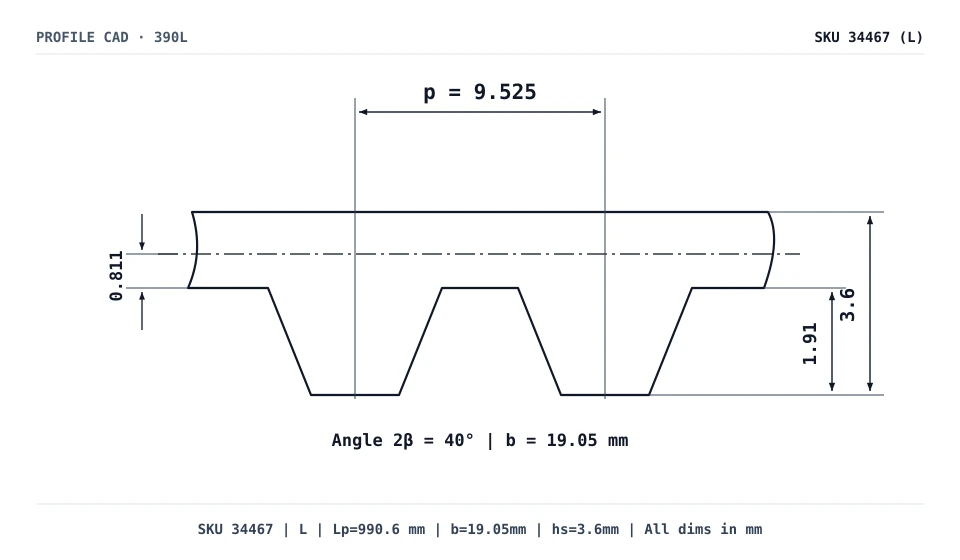 PROFILE CAD · 390L
SKU 34467 (L)
p = 9.525
0.811
3.6
1.91
Angle 2β = 40° | b = 19.05 mm
SKU 34467 | L | Lp=990.6 mm | b=19.05mm | hs=3.6mm | All dims in mm